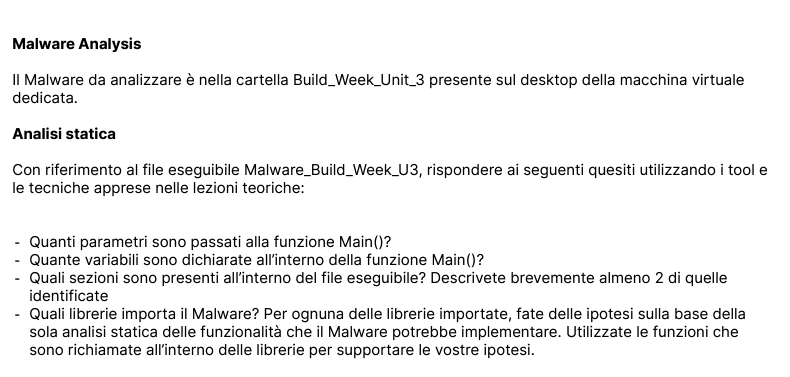 Malware Analysis
Il Malware da analizzare è nella cartella Build_Week_Unit_3 presente sul desktop della macchina virtuale
dedicata.
Analisi statica
Con riferimento al file eseguibile Malware_Build_Week_U3, rispondere ai seguenti quesiti utilizzando i tool e
le tecniche apprese nelle lezioni teoriche:
- Quanti parametri sono passati alla funzione Main()?
- Quante variabili sono dichiarate all’interno della funzione Main()?
- Quali sezioni sono presenti all’interno del file eseguibile? Descrivete brevemente almeno 2 di quelle
identificate
- Quali librerie importa il Malware? Per ognuna delle librerie importate, fate delle ipotesi sulla base della
sola analisi statica delle funzionalità che il Malware potrebbe implementare. Utilizzate le funzioni che
sono richiamate all’interno delle librerie per supportare le vostre ipotesi.